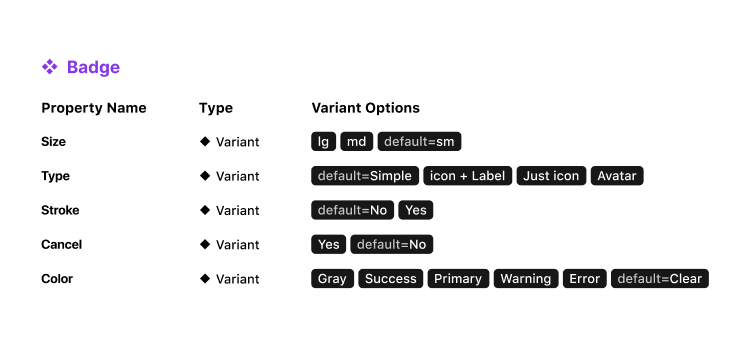 Badge
Property Name Type Variant Options
Size Variant lg md default=sm
Type Variant default=Simple icon + Label Just icon Avatar
Stroke Variant default=No Yes
Cancel Variant Yes default=No
Color Variant Gray Success Primary Warning Error default=Clear